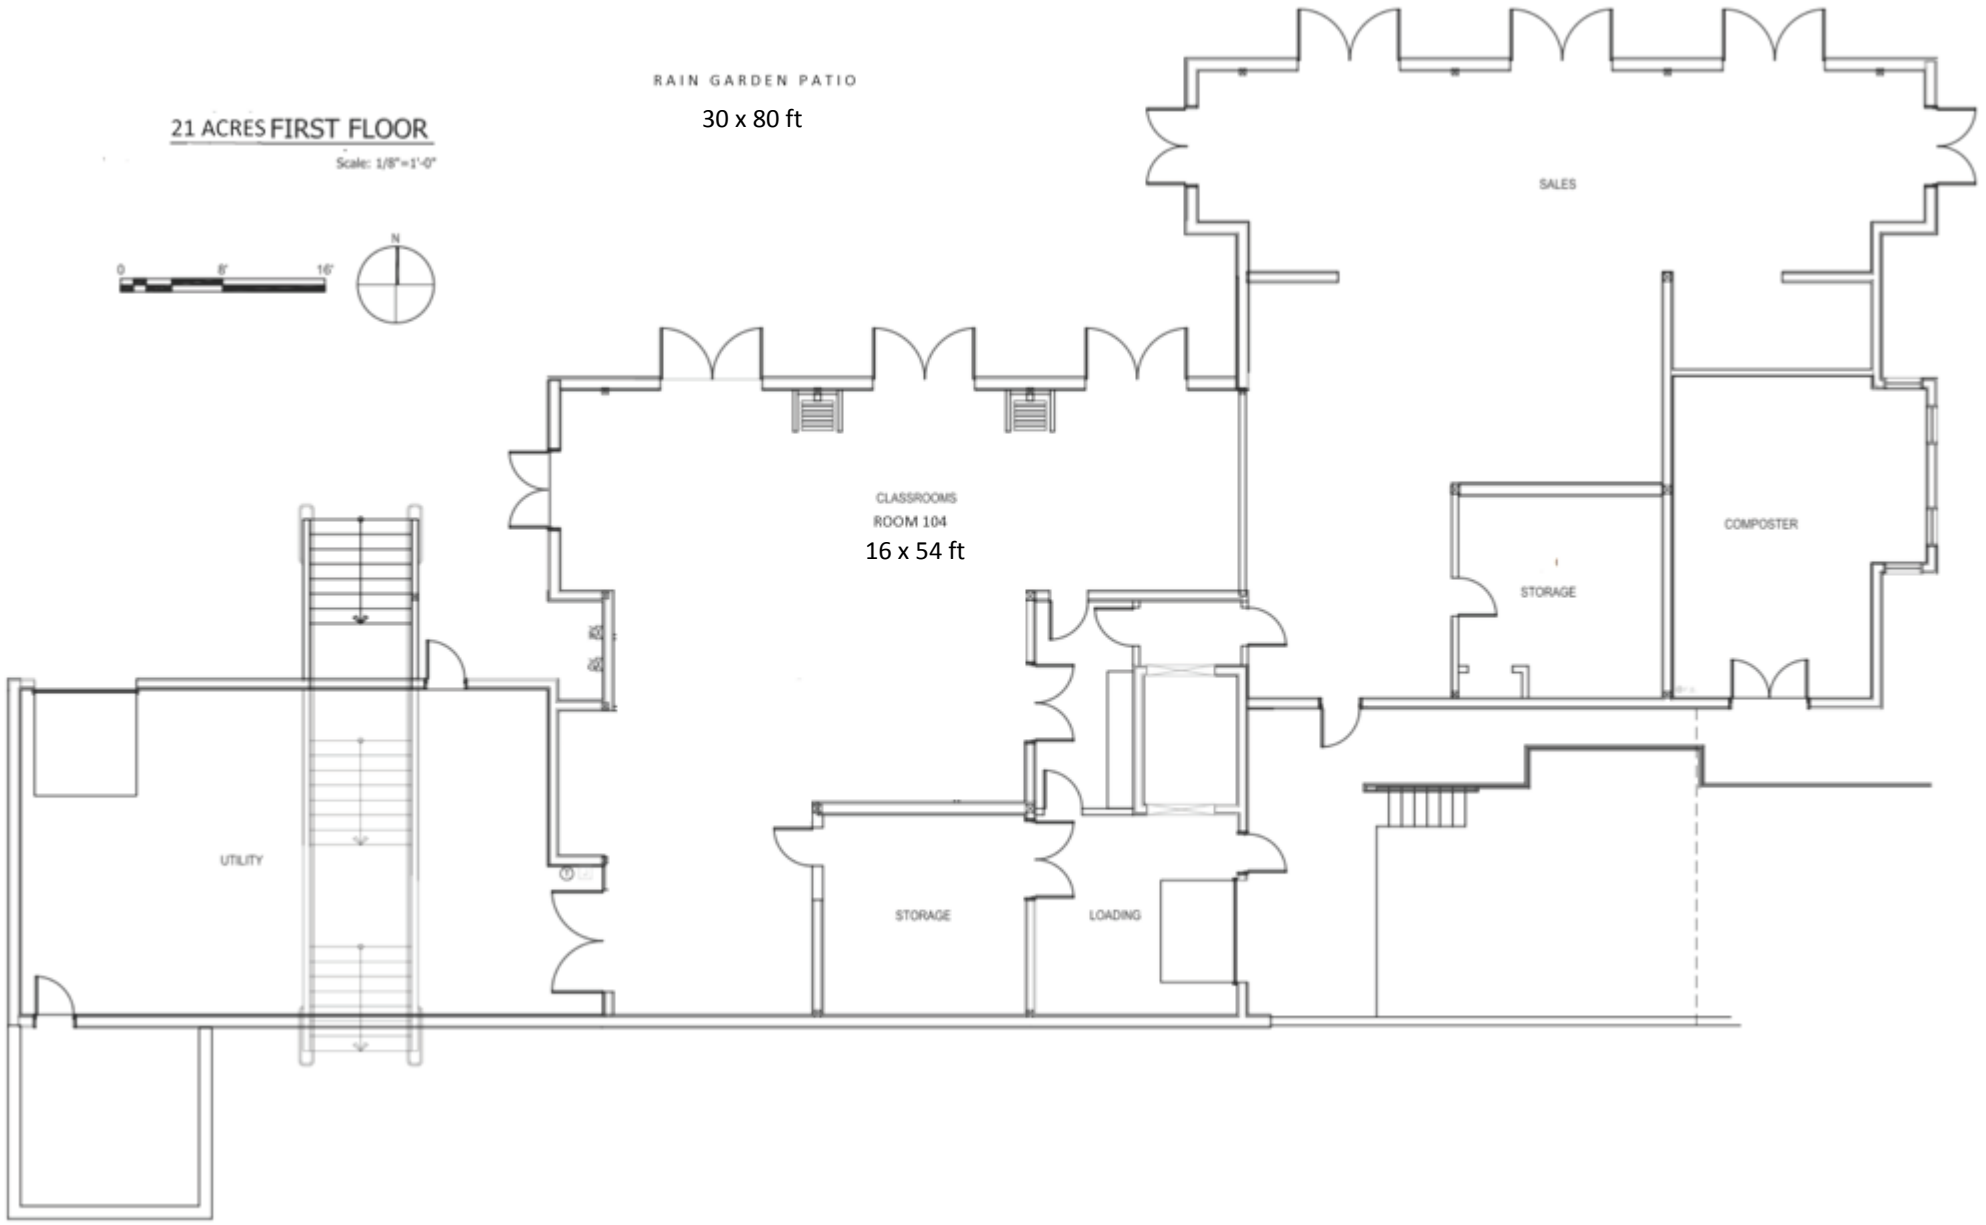 RAIN GARDEN PATIO
30 x 80 ft
21 ACRES FIRST FLOOR
Scale: 1/8"=1'-0"
SALES
N
0 8' 16'
CLASSROOMS
ROOM 104
16 x 54 ft
COMPOSTER
STORAGE
UTILITY
T
STORAGE
LOADING